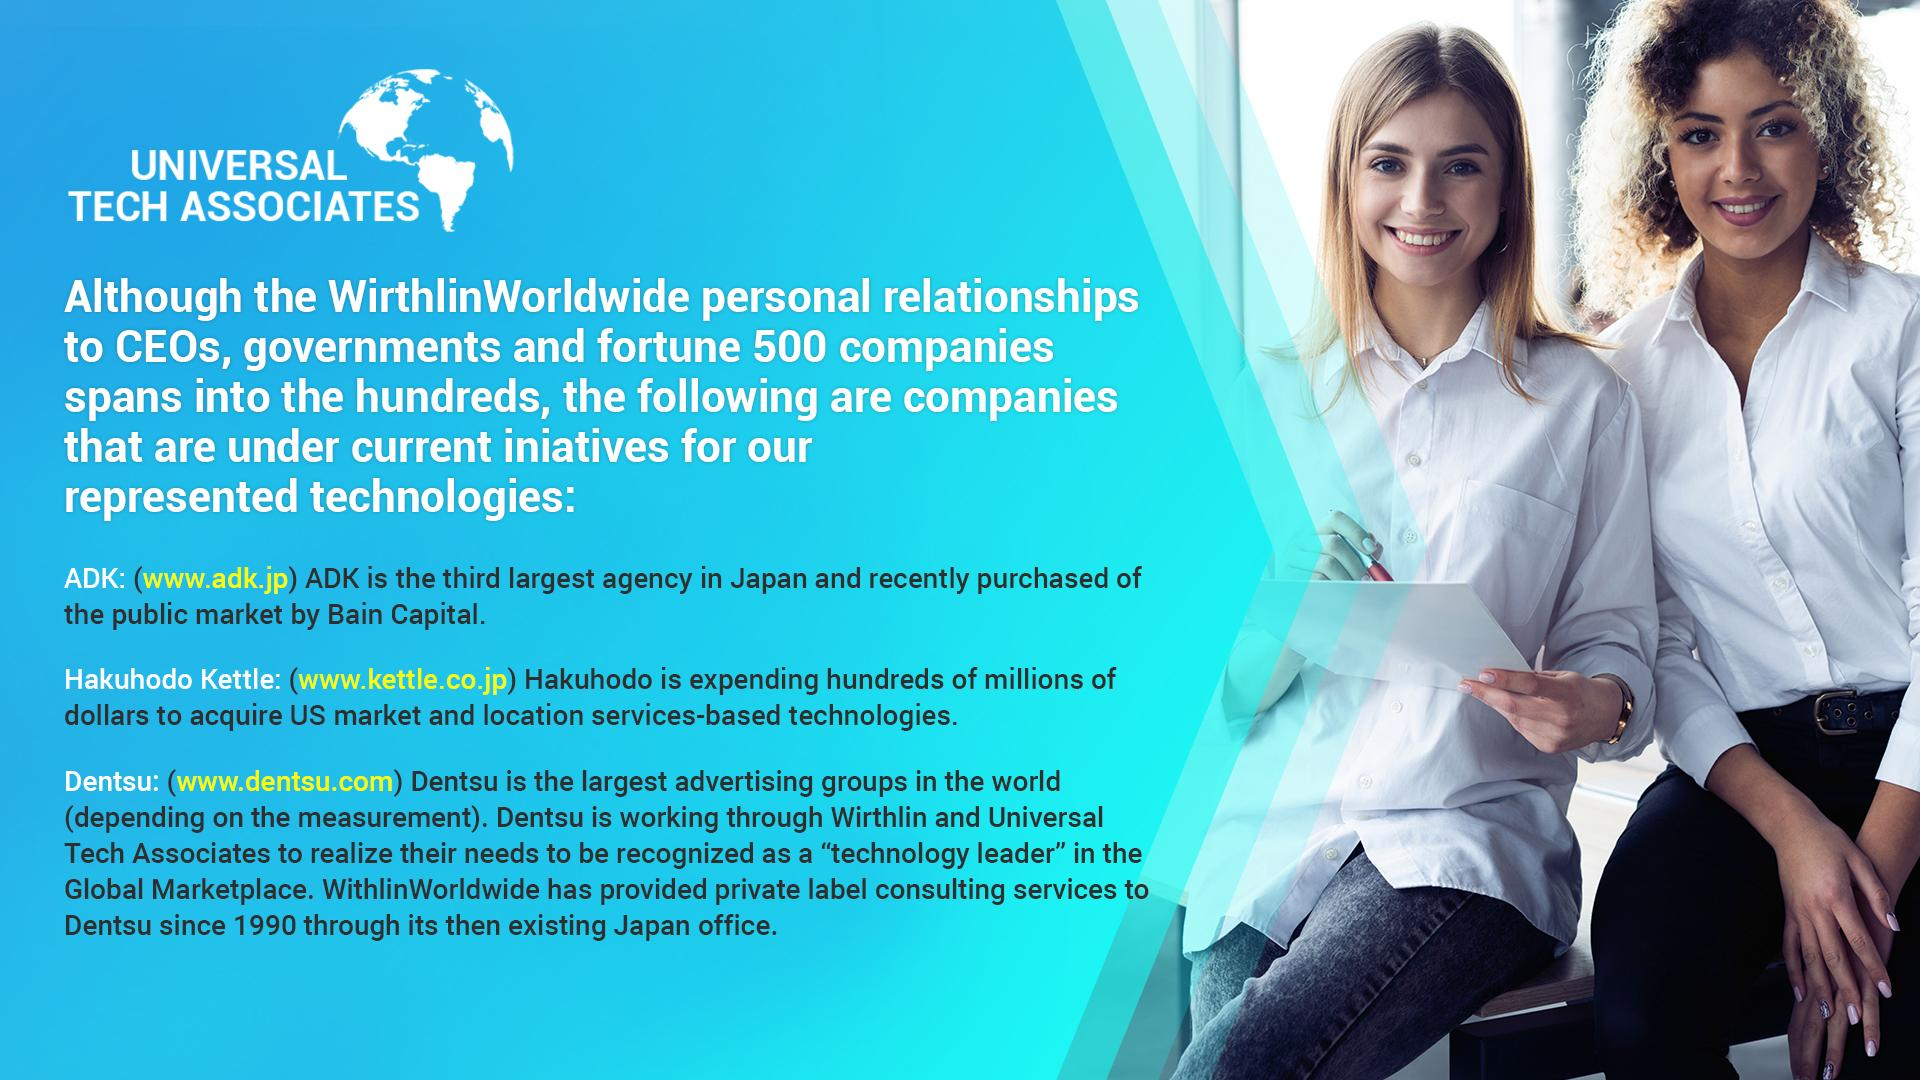 UNIVERSAL
TECH ASSOCIATES
Although the WirthlinWorldwide personal relationships
to CEOs, governments and fortune 500 companies
spans into the hundreds, the following are companies
that are under current iniatives for our
represented technologies:
ADK: (www.adk.jp) ADK is the third largest agency in Japan and recently purchased of
the public market by Bain Capital.
Hakuhodo Kettle: (www.kettle.co.jp) Hakuhodo is expending hundreds of millions of
dollars to acquire US market and location services-based technologies.
Dentsu: (www.dentsu.com) Dentsu is the largest advertising groups in the world
(depending on the measurement). Dentsu is working through Wirthlin and Universal
Tech Associates to realize their needs to be recognized as a “technology leader” in the
Global Marketplace. WithlinWorldwide has provided private label consulting services to
Dentsu since 1990 through its then existing Japan office.